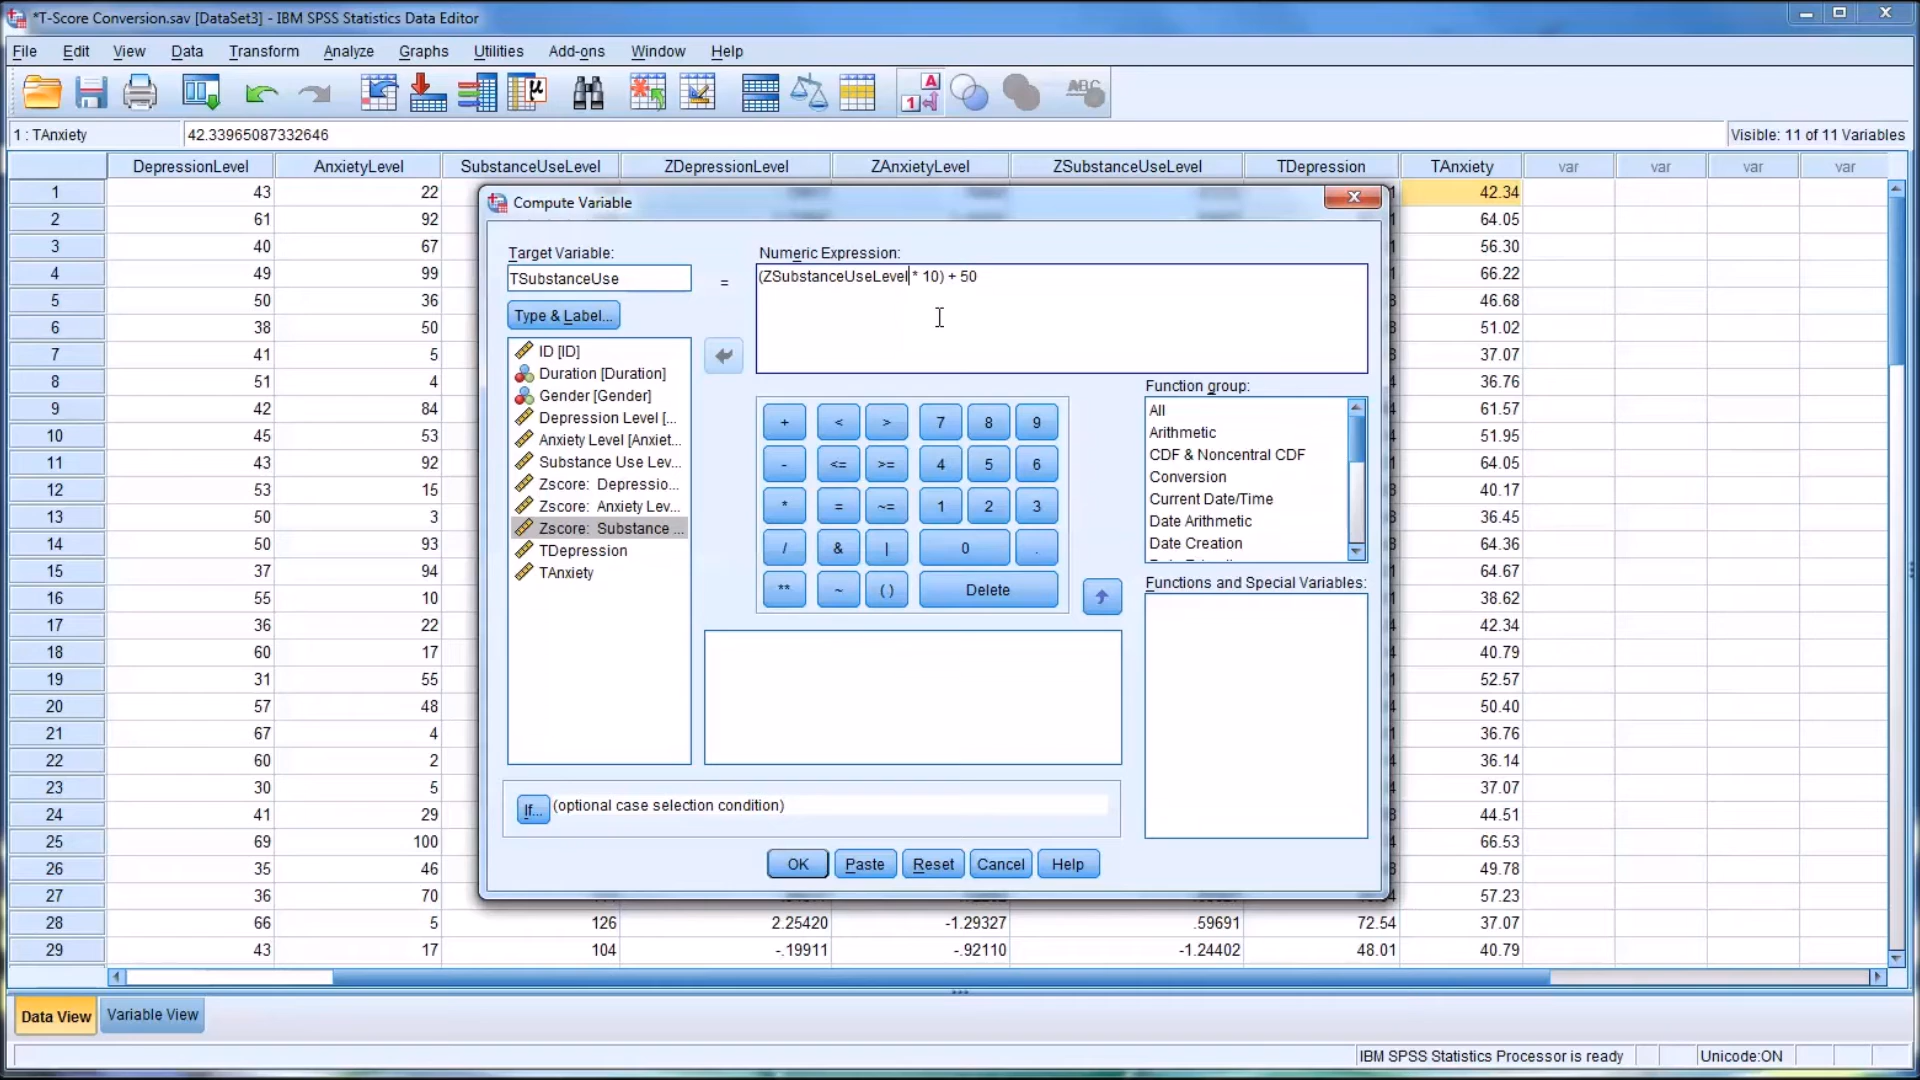 *T-Score Conversion.sav [DataSet3] - IBM SPSS Statistics Data Editor
File Edit View Data Transform Analyze Graphs Utilities Add-ons Window Help
1 : TAnxiety 42.33965087332646 Visible: 11 of 11 Variables
DepressionLevel AnxietyLevel SubstanceUseLevel ZDepressionLevel ZAnxietyLevel ZSubstanceUseLevel TDepression TAnxiety var var var var
1 43 22 42.34
2 61 92 64.05
3 40 67 56.30
4 49 99 66.22
5 50 36 46.68
6 38 50 51.02
7 41 5 37.07
8 51 4 36.76
9 42 84 61.57
10 45 53 51.95
11 43 92 64.05
12 53 15 40.17
13 50 3 36.45
14 50 93 64.36
15 37 94 64.67
16 55 10 38.62
17 36 22 42.34
18 60 17 40.79
19 31 55 52.57
20 57 48 50.40
21 67 4 36.76
22 60 2 36.14
23 30 5 37.07
24 41 29 44.51
25 69 100 66.53
26 35 46 49.78
27 36 70 57.23
28 66 5 126 2.25420 -1.29327 .59691 72.54 37.07
29 43 17 104 -.19911 -.92110 -1.24402 48.01 40.79
Compute Variable
Target Variable:
TSubstanceUse
=
Numeric Expression:
(ZSubstanceUseLevel * 10) + 50
Type & Label...
ID [ID]
Duration [Duration]
Gender [Gender]
Depression Level [...
Anxiety Level [Anxiet...
Substance Use Lev...
Zscore: Depressio...
Zscore: Anxiety Lev...
Zscore: Substance ...
TDepression
TAnxiety
+ < > 7 8 9
- <= >= 4 5 6
* = ~= 1 2 3
/ & | 0 .
** ~ ( ) Delete
Function group:
All
Arithmetic
CDF & Noncentral CDF
Conversion
Current Date/Time
Date Arithmetic
Date Creation
Functions and Special Variables:
If... (optional case selection condition)
OK Paste Reset Cancel Help
Data View Variable View
IBM SPSS Statistics Processor is ready Unicode:ON